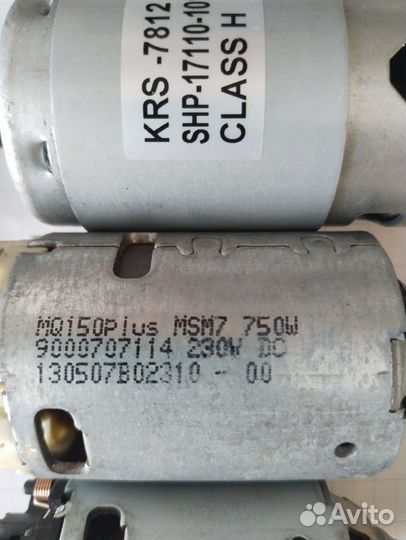 KRS -7812
SHP-17110-10
CLASS H
MQ150Plus MSM7 750W
9000707114 230V DC
130507B02310 - 00
Avito